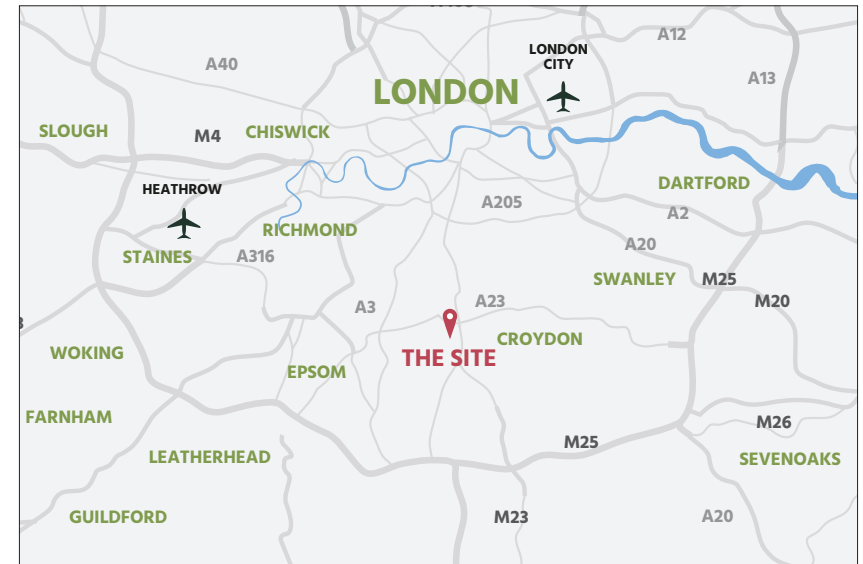 A12
LONDON
CITY
A40
A13
LONDON
SLOUGH
M4
CHISWICK
HEATHROW
DARTFORD
A205
A2
RICHMOND
A20
STAINES
A316
SWANLEY
M25
M20
A3
A23
CROYDON
WOKING
THE SITE
EPSOM
FARNHAM
M26
M25
LEATHERHEAD
SEVENOAKS
GUILDFORD
M23
A20